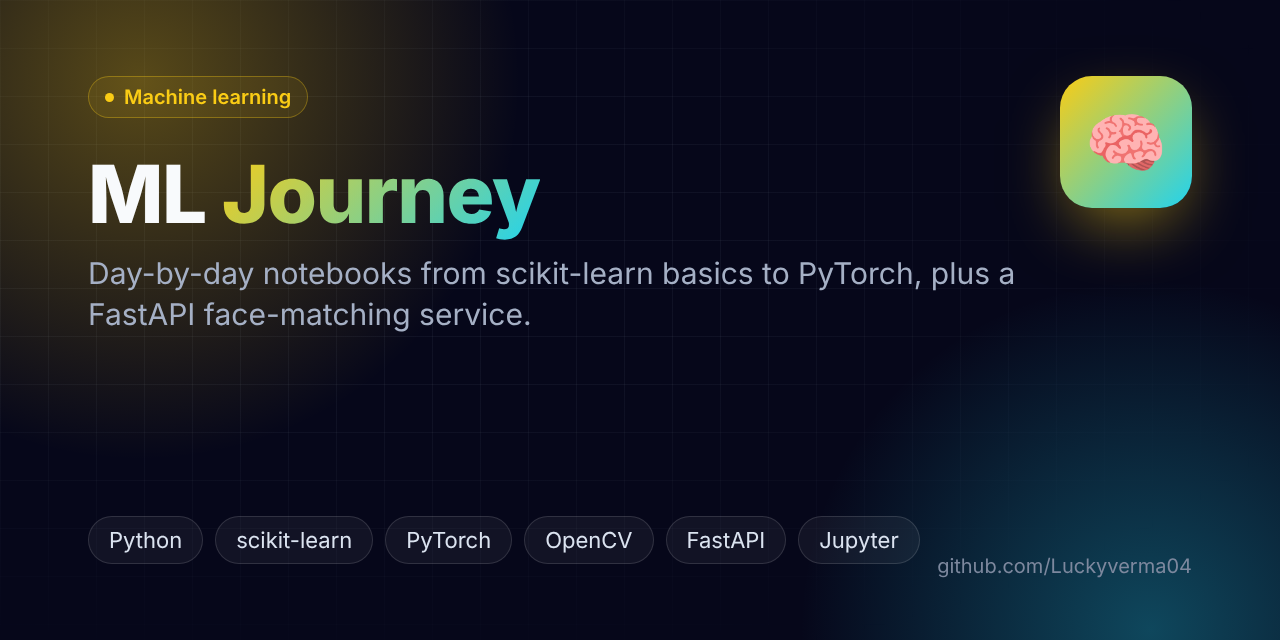 Machine learning
ML Journey
Day-by-day notebooks from scikit-learn basics to PyTorch, plus a
FastAPI face-matching service.
Python
scikit-learn
PyTorch
OpenCV
FastAPI
Jupyter
github.com/Luckyverma04